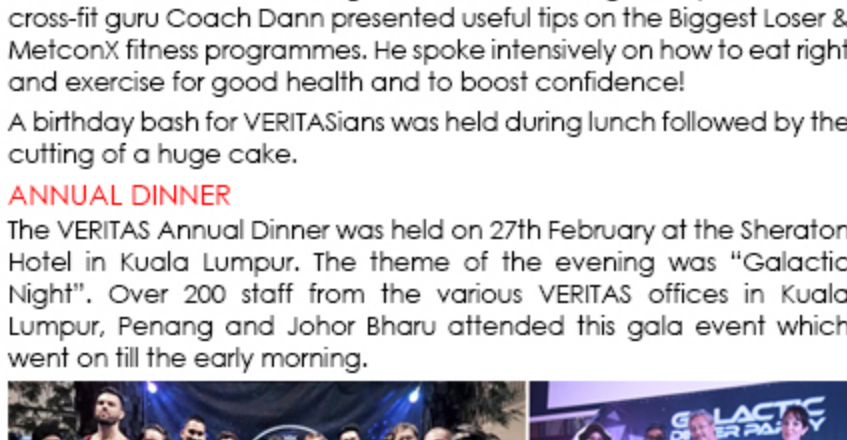 cross-fit guru Coach Dann presented useful tips on the Biggest Loser &
MetconX fitness programmes. He spoke intensively on how to eat right
and exercise for good health and to boost confidence!
A birthday bash for VERITASians was held during lunch followed by the
cutting of a huge cake.
ANNUAL DINNER
The VERITAS Annual Dinner was held on 27th February at the Sheraton
Hotel in Kuala Lumpur. The theme of the evening was “Galactic
Night”. Over 200 staff from the various VERITAS offices in Kuala
Lumpur, Penang and Johor Bharu attended this gala event which
went on till the early morning.
GALACTIC